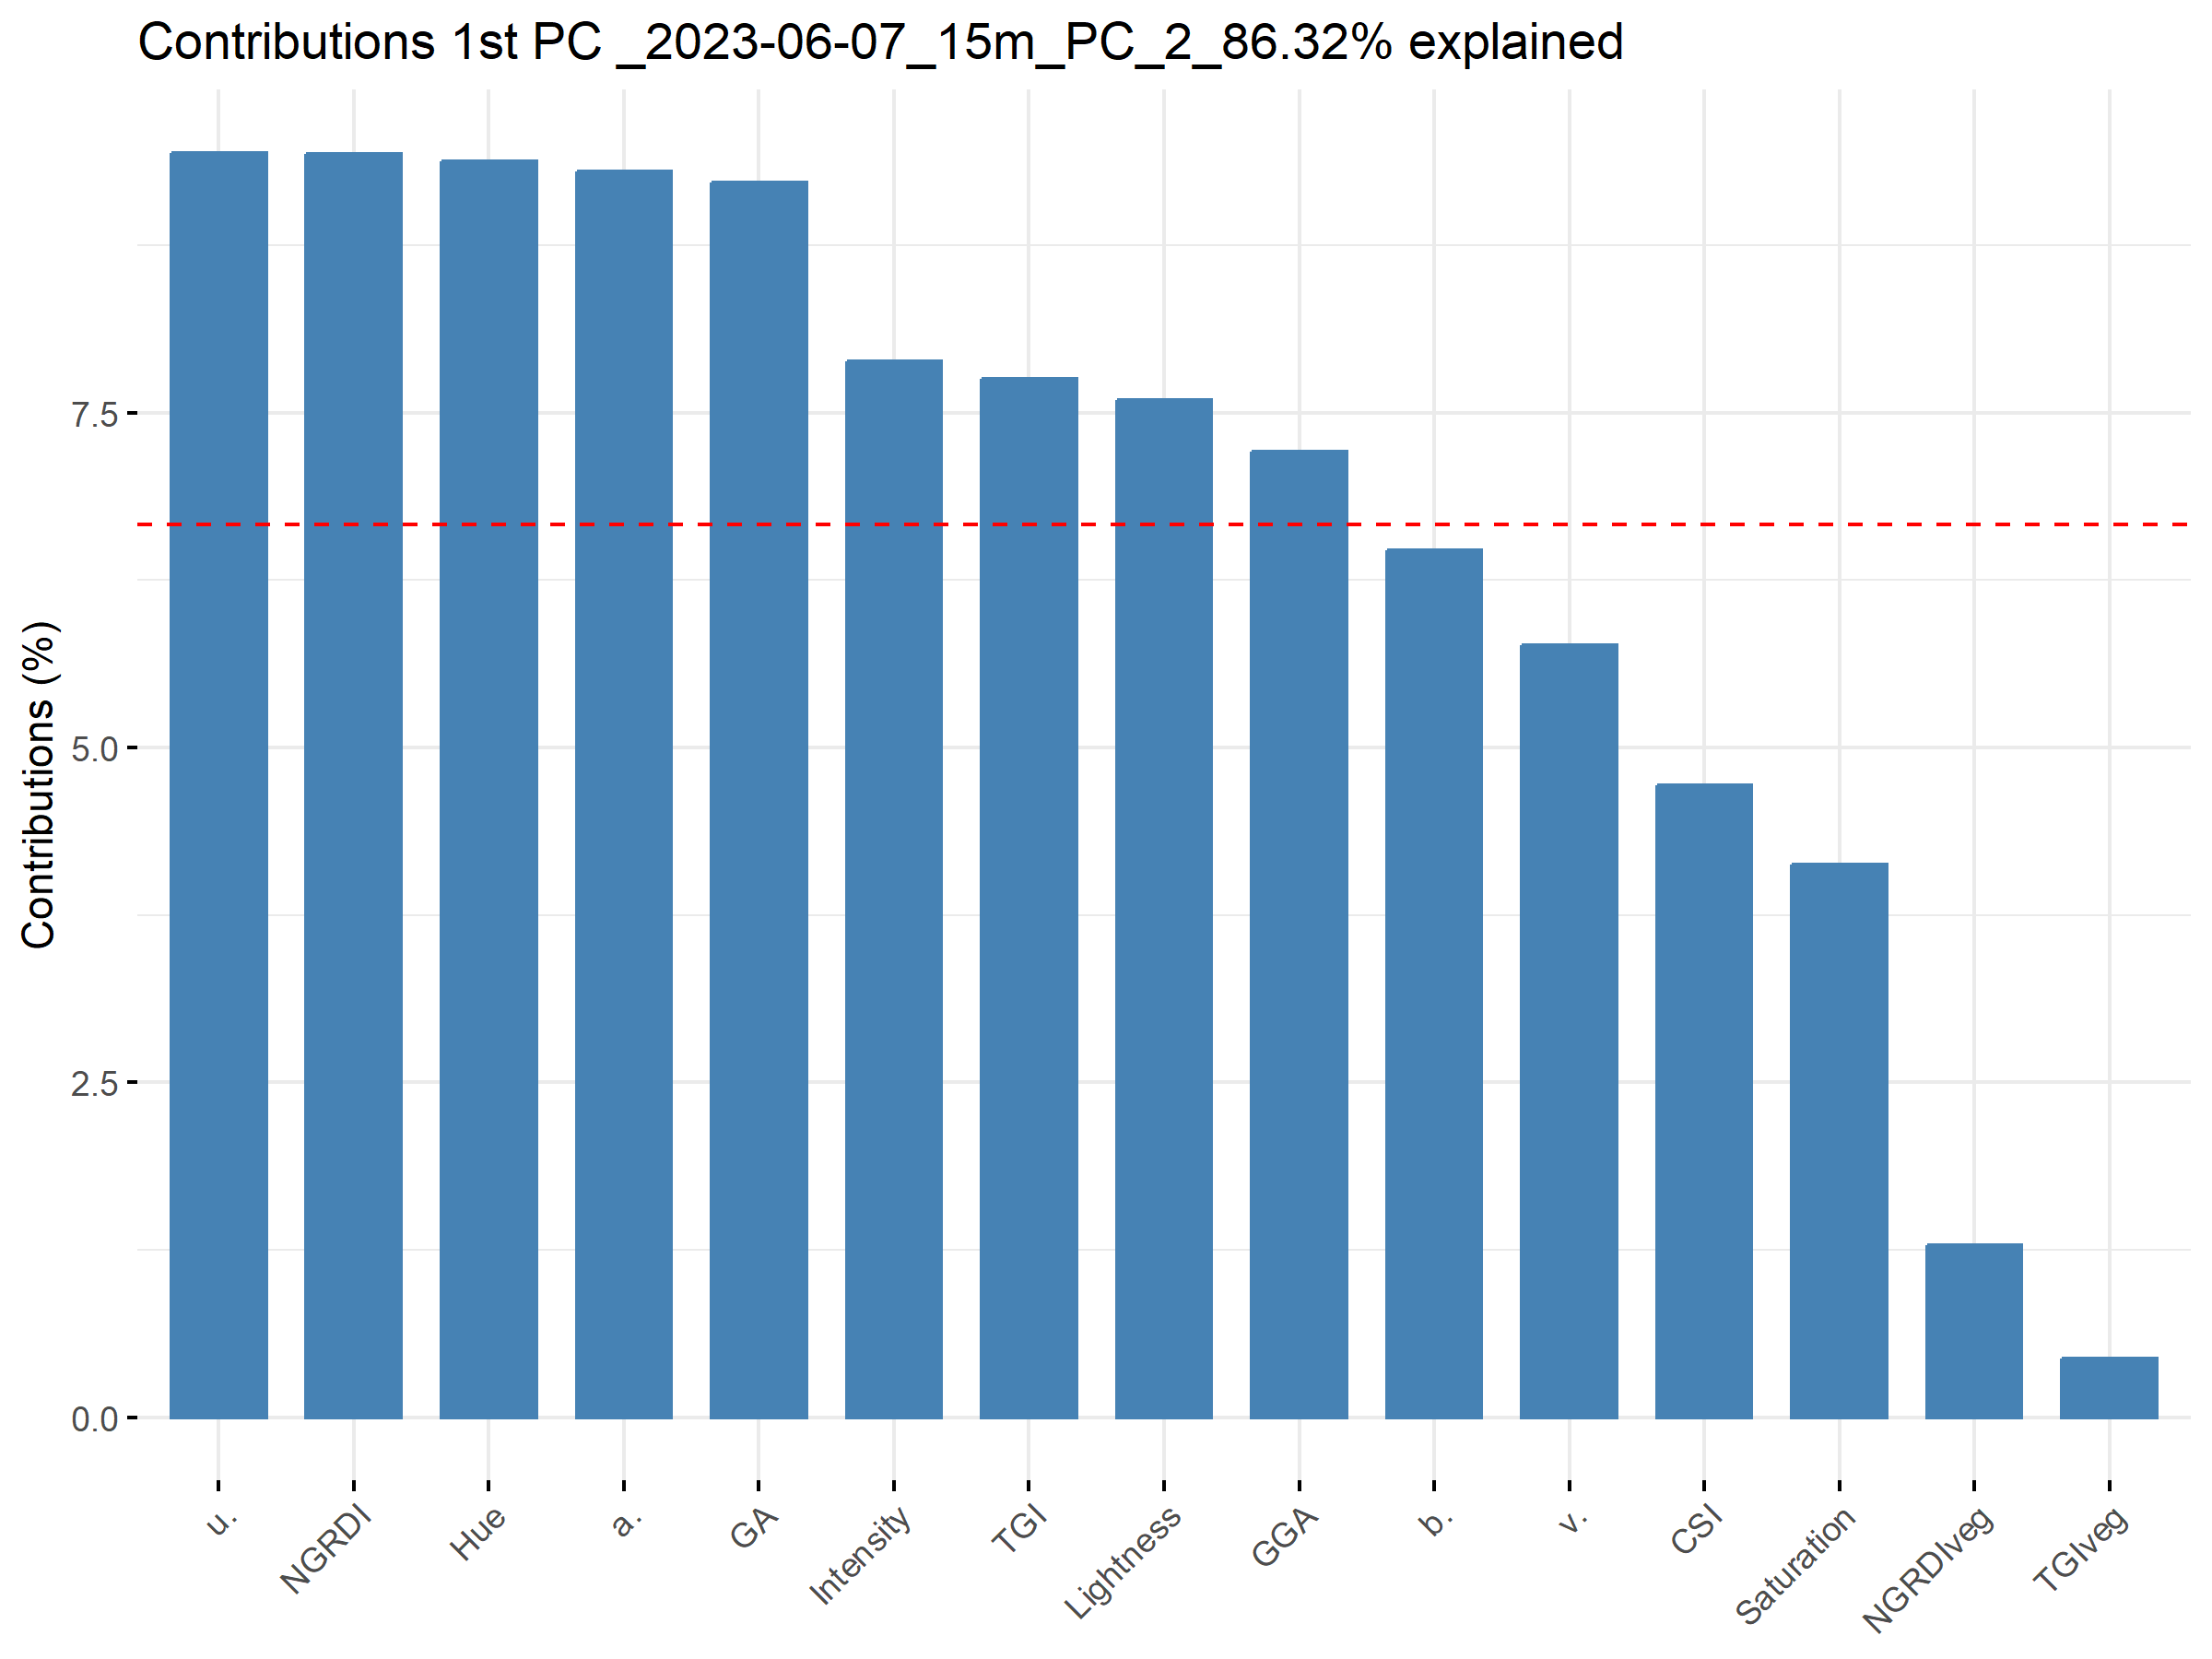 Contributions 1st PC _2023-06-07_15m_PC_2_86.32% explained
Contributions (%)
7.5
5.0
2.5
0.0
u.
NGRDI
Hue
a.
GA
Intensity
TGI
Lightness
GGA
b.
v.
CSI
Saturation
NGRDIveg
TGIveg